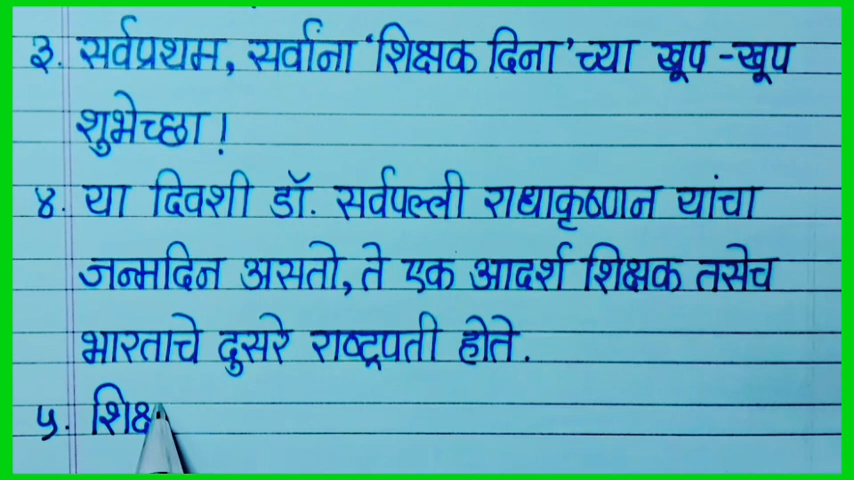 ३. सर्वप्रथम, सर्वांना 'शिक्षक दिना'च्या खूप-खूप
शुभेच्छा!
४. या दिवशी डॉ. सर्वपल्ली राधाकृष्णन यांचा
जन्मदिन असतो, ते एक आदर्श शिक्षक तसेच
भारताचे दुसरे राष्ट्रपती होते.
५. शिक्ष